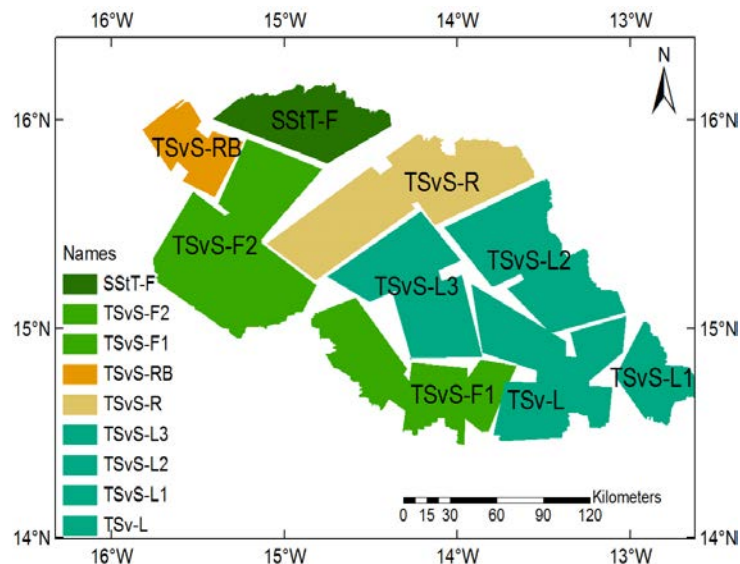 16°W 15°W 14°W 13°W
N
16°N 16°N
SStT-F
TSvS-RB
TSvS-R
TSvS-F2
TSvS-L2
TSvS-L3
Names
SStT-F
TSvS-F2
TSvS-F1
TSvS-RB
TSvS-R
TSvS-L3
TSvS-L2
TSvS-L1
TSv-L
15°N 15°N
TSvS-L1
TSvS-F1
TSv-L
Kilometers
0 15 30 60 90 120
14°N 14°N
16°W 15°W 14°W 13°W